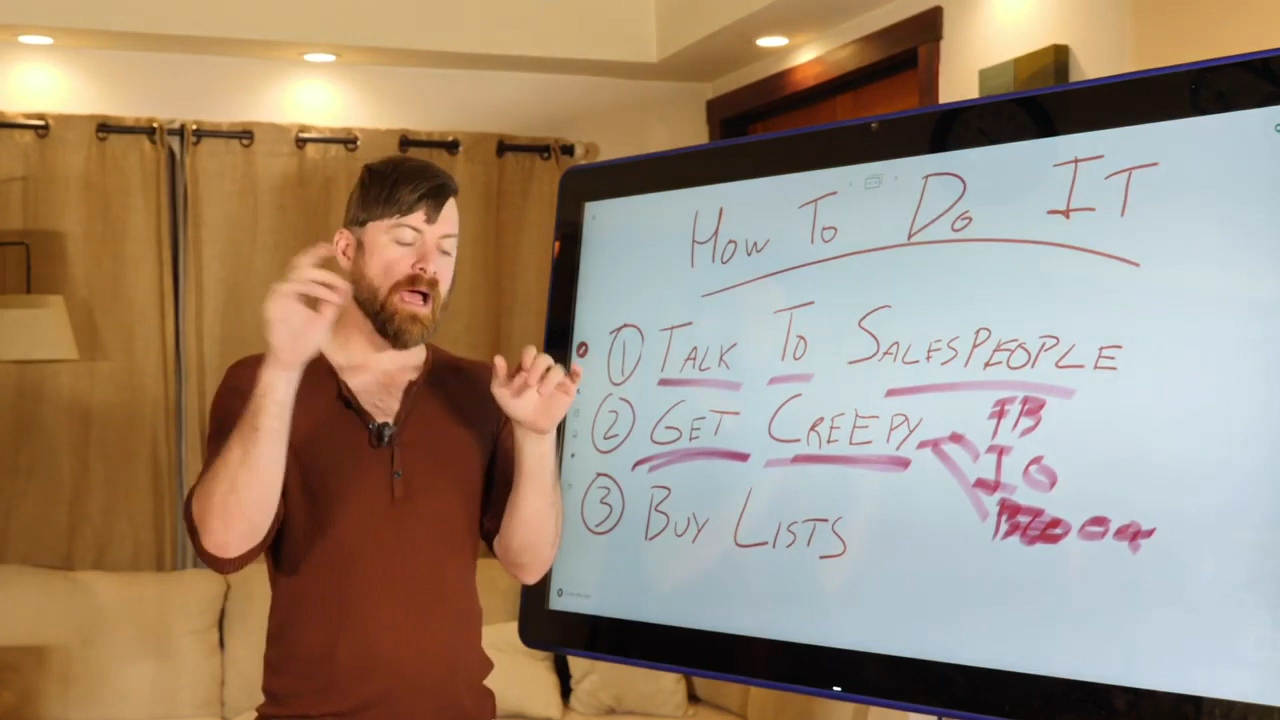 How To Do IT
① TALK To SALESPEOPLE
② GET CREEPY
FB
IG
③ BUY LISTS